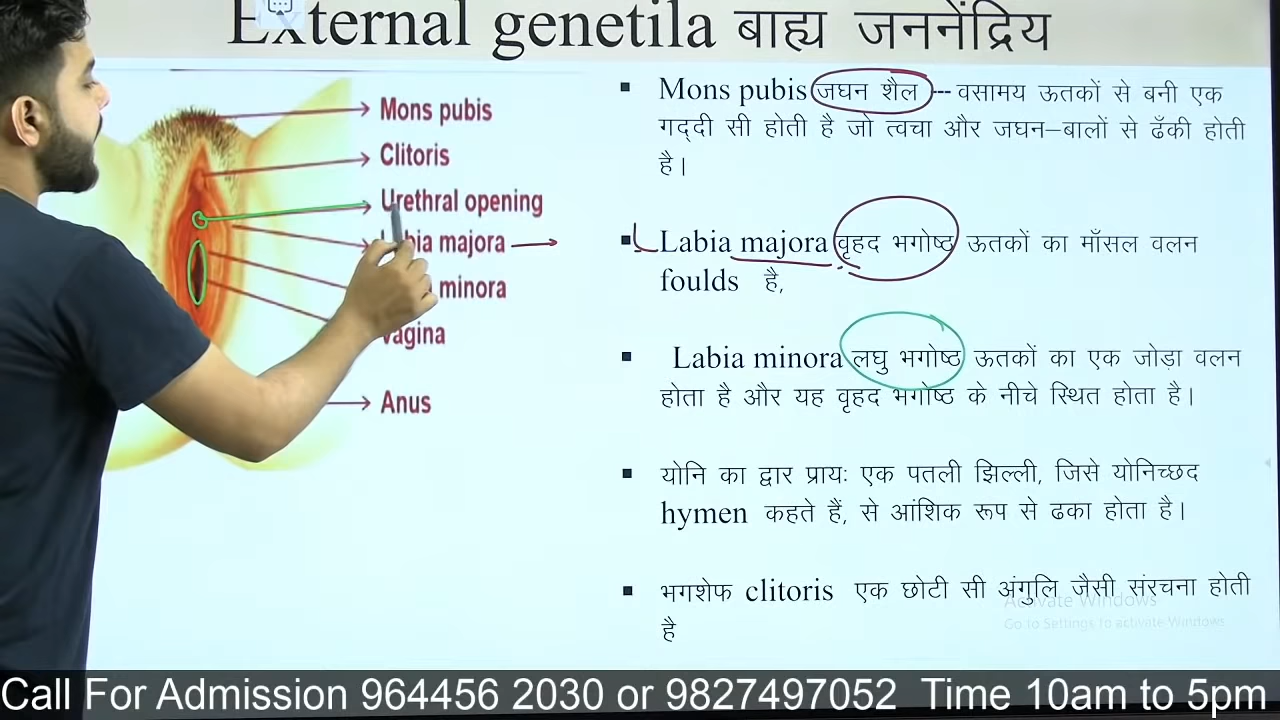 External genetila बाह्य जननेंद्रिय
Mons pubis
Clitoris
Urethral opening
majora
minora
Vagina
Anus
▪ Mons pubis जघन शैल --- वसामय ऊतकों से बनी एक
गद्दी सी होती है जो त्वचा और जघन–बालों से ढँकी होती
है।
▪ Labia majora वृहद भगोष्ठ ऊतकों का माँसल वलन
foulds है,
▪ Labia minora लघु भगोष्ठ ऊतकों का एक जोड़ा वलन
होता है और यह वृहद भगोष्ठ के नीचे स्थित होता है।
▪ योनि का द्वार प्रायः एक पतली झिल्ली, जिसे योनिच्छद
hymen कहते हैं, से आंशिक रूप से ढका होता है।
▪ भगशेफ clitoris एक छोटी सी अंगुलि जैसी संरचना होती
है
Activate Windows
Go to Settings to activate Windows.
Call For Admission 964456 2030 or 9827497052 Time 10am to 5pm